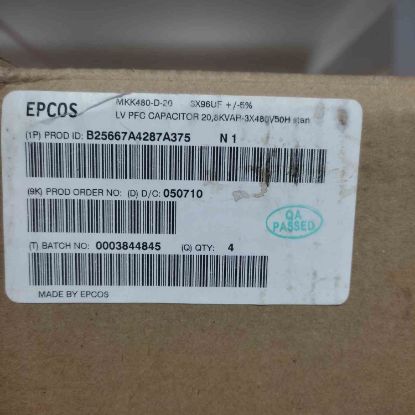 EPCOS
MKK480-D-20 3X96UF +/-5%
LV PFC CAPACITOR 20,8KVAR-3X480V50H
(1P) PROD ID: B25667A4287A375 N 1
(9K) PROD ORDER NO: (D) D/C: 050710
QA
PASSED
(T) BATCH NO: 0003844845 (Q) QTY: 4
MADE BY EPCOS